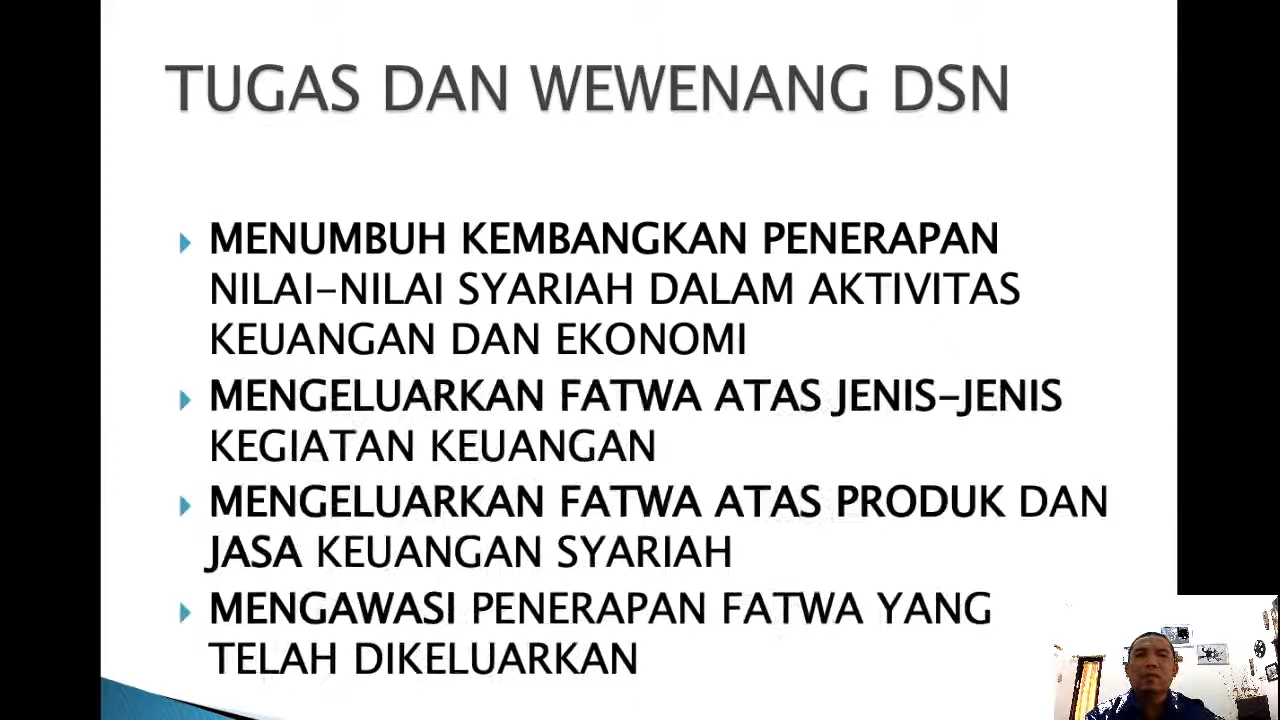 TUGAS DAN WEWENANG DSN
MENUMBUH KEMBANGKAN PENERAPAN
NILAI-NILAI SYARIAH DALAM AKTIVITAS
KEUANGAN DAN EKONOMI
MENGELUARKAN FATWA ATAS JENIS-JENIS
KEGIATAN KEUANGAN
MENGELUARKAN FATWA ATAS PRODUK DAN
JASA KEUANGAN SYARIAH
MENGAWASI PENERAPAN FATWA YANG
TELAH DIKELUARKAN